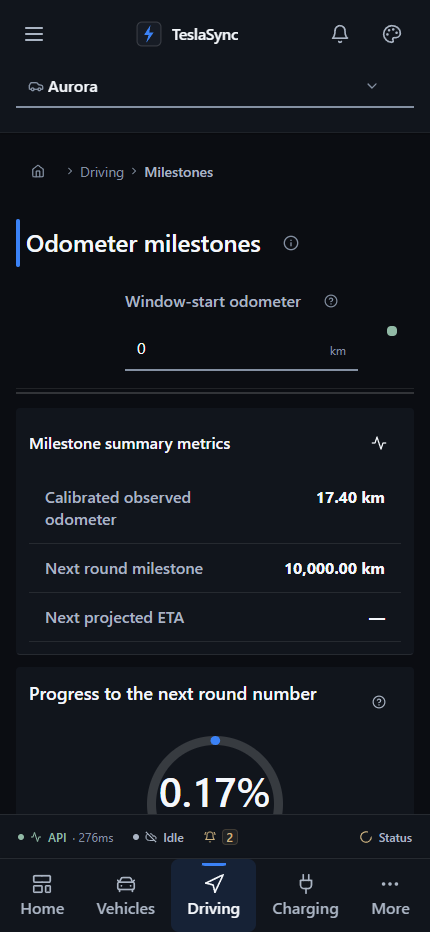 TeslaSync
Aurora
Driving
Milestones
Odometer milestones
Window-start odometer
0
km
Milestone summary metrics
Calibrated observed
odometer
17.40 km
Next round milestone
10,000.00 km
Next projected ETA
—
Progress to the next round number
0.17%
API · 276ms
Idle
2
Status
Home
Vehicles
Driving
Charging
More